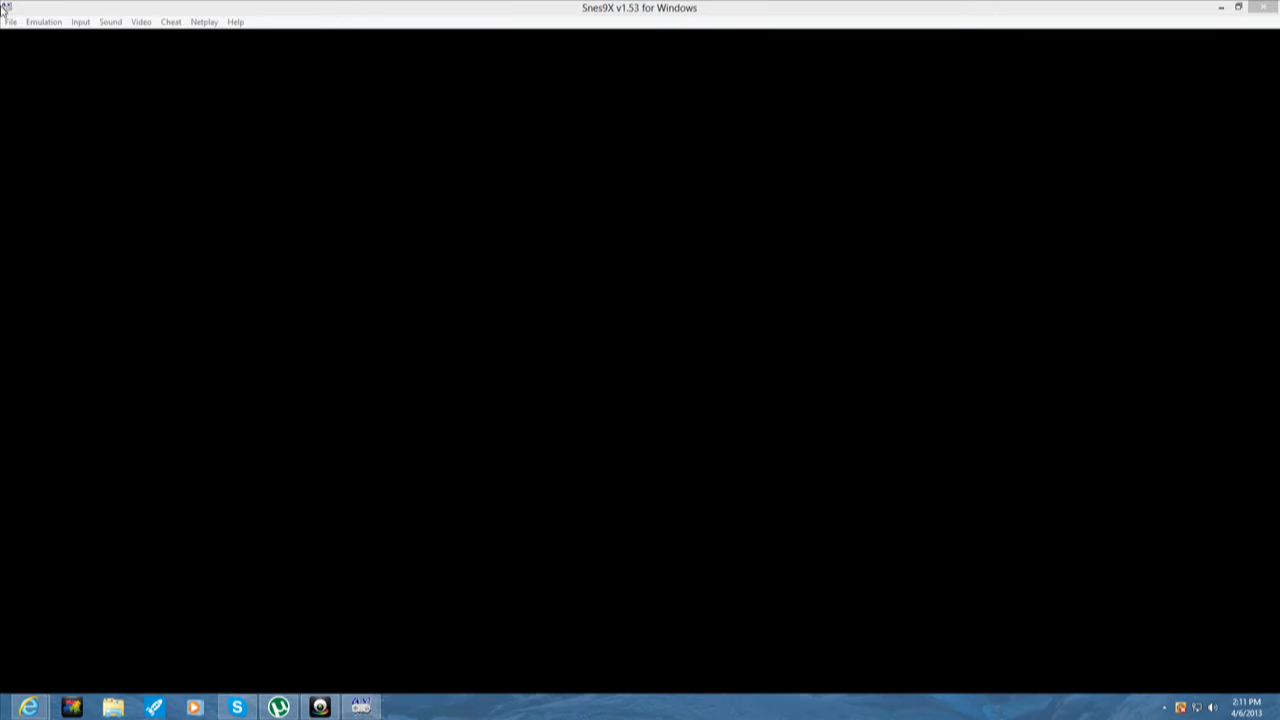 Snes9X v1.53 for Windows
File Emulation Input Sound Video Cheat Netplay Help
2:11 PM
4/6/2013